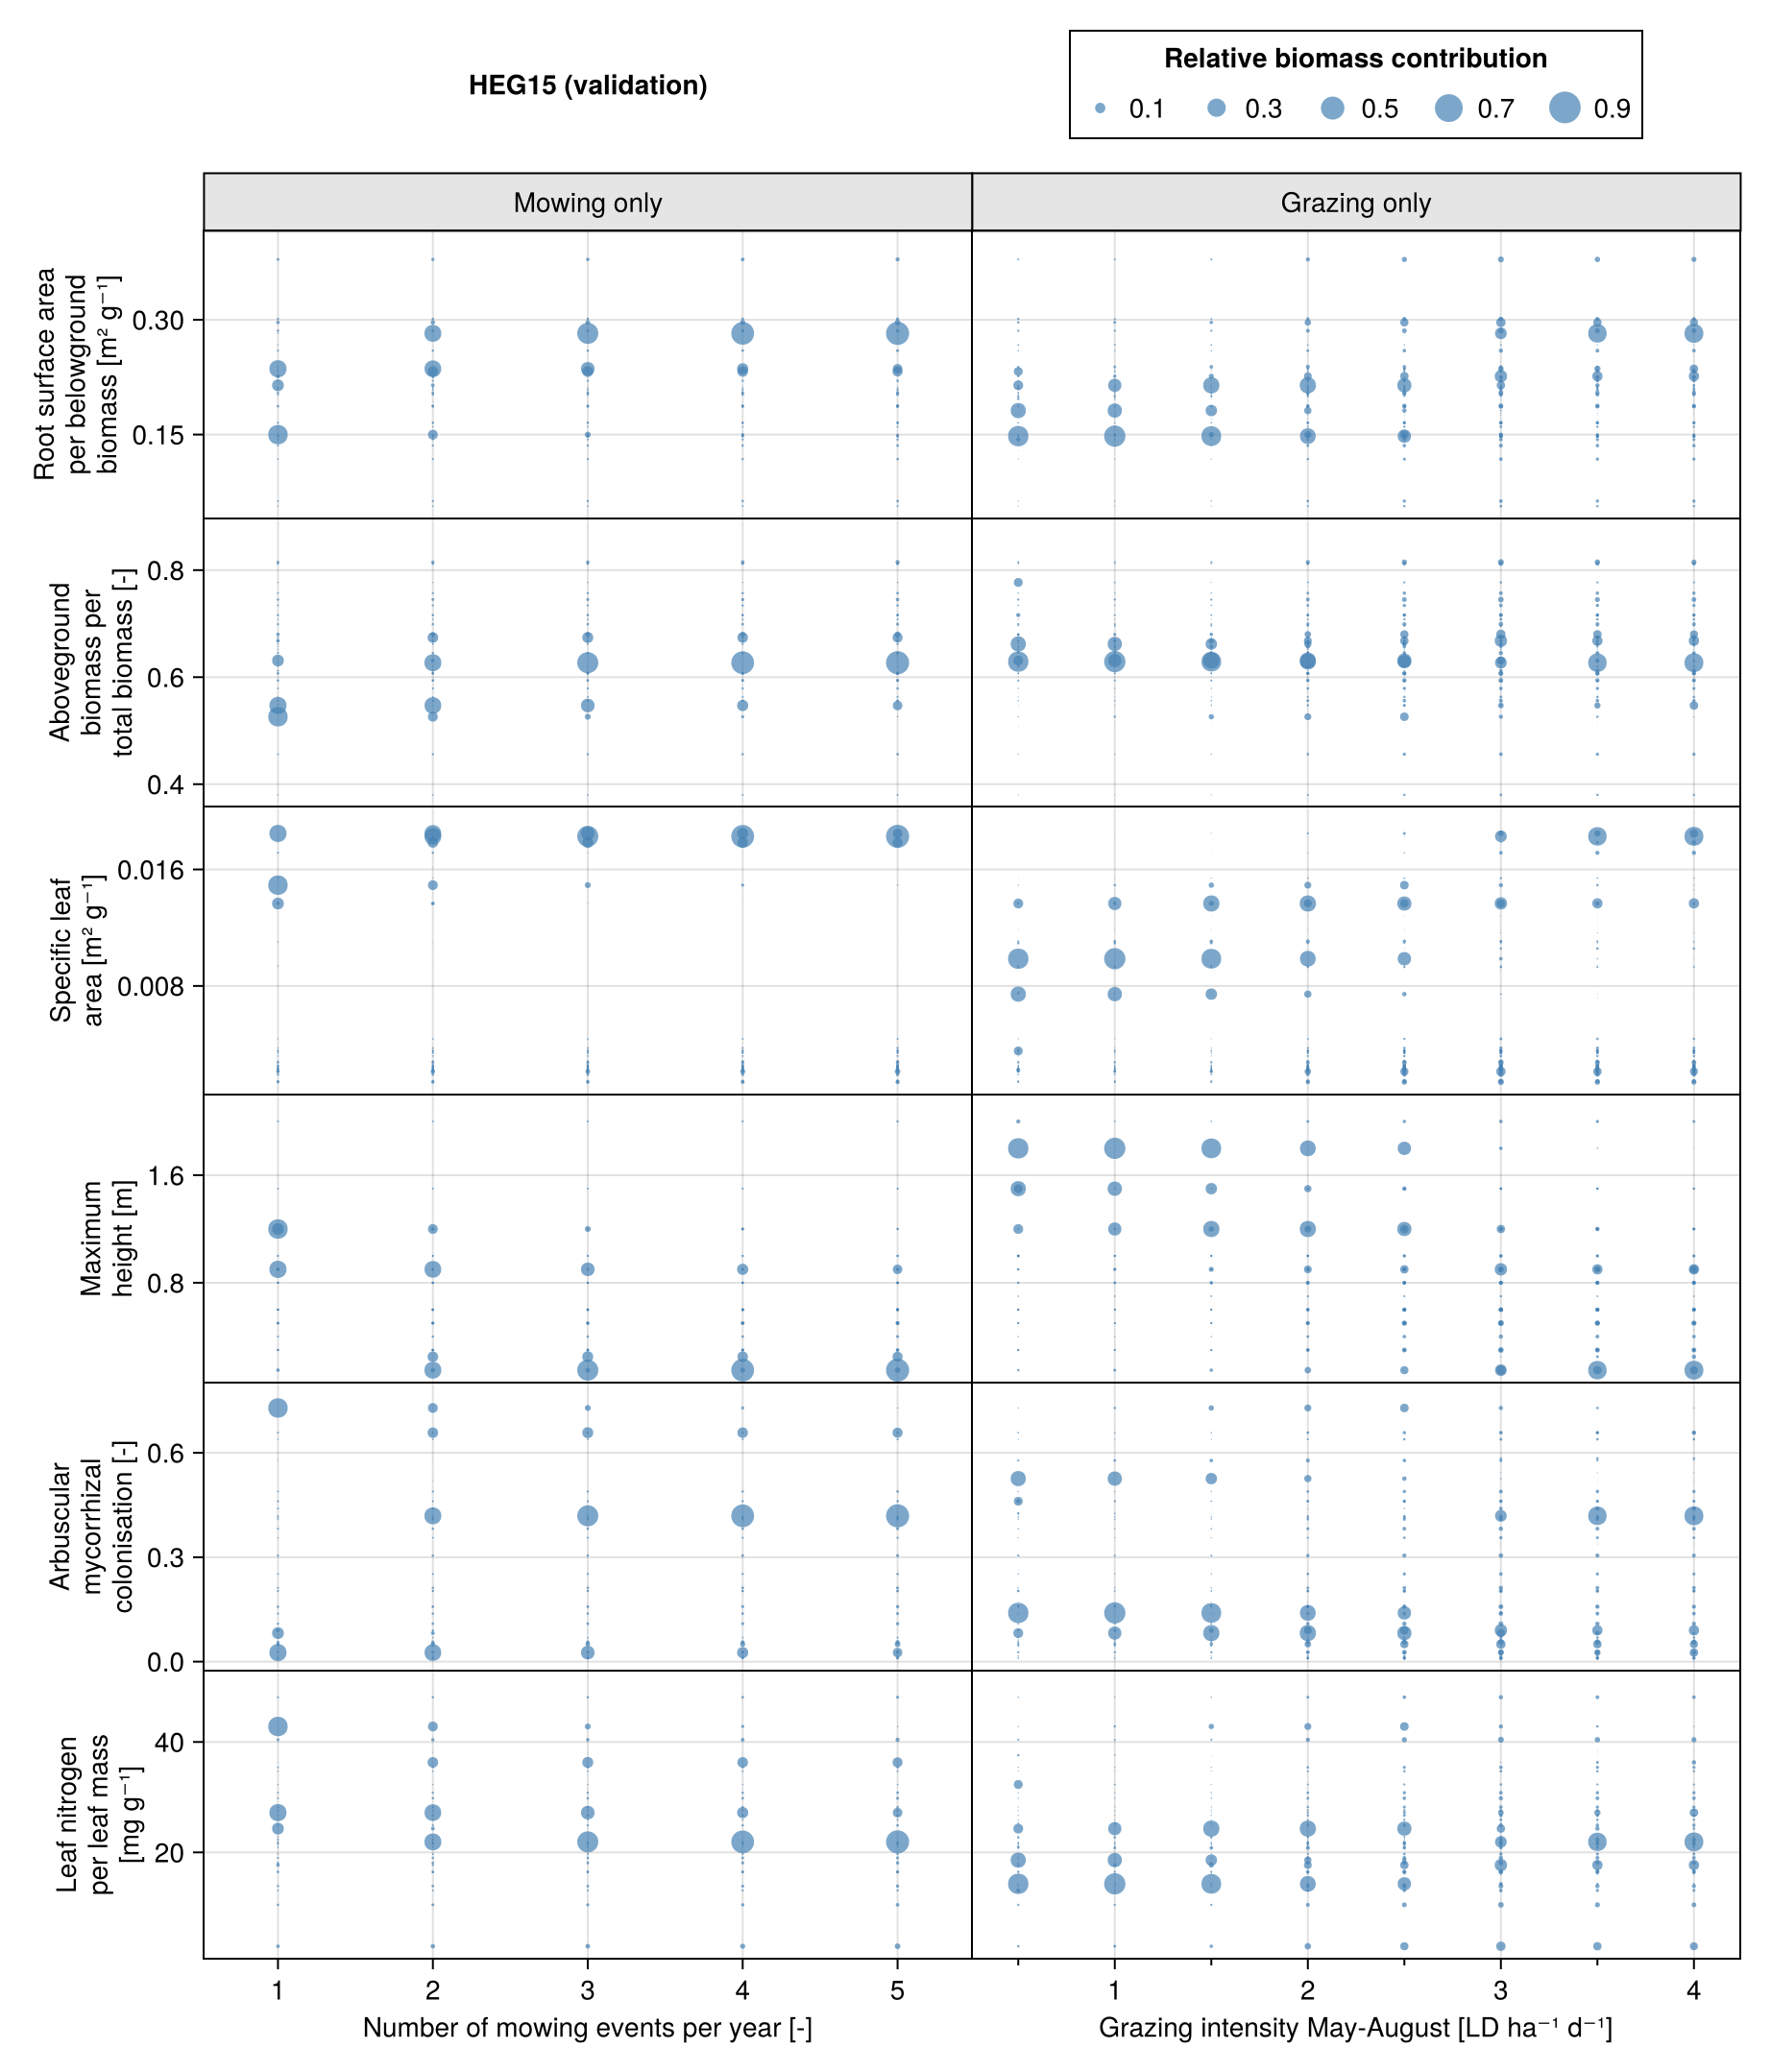 HEG15 (validation)
Relative biomass contribution
0.1 0.3 0.5 0.7 0.9
Mowing only
Grazing only
Root surface area
per belowground
biomass [m² g⁻¹]
0.30
0.15
Aboveground
biomass per
total biomass [-]
0.8
0.6
0.4
Specific leaf
area [m² g⁻¹]
0.016
0.008
Maximum
height [m]
1.6
0.8
Arbuscular
mycorrhizal
colonisation [-]
0.6
0.3
0.0
Leaf nitrogen
per leaf mass
[mg g⁻¹]
40
20
1 2 3 4 5
1 2 3 4
Number of mowing events per year [-]
Grazing intensity May-August [LD ha⁻¹ d⁻¹]